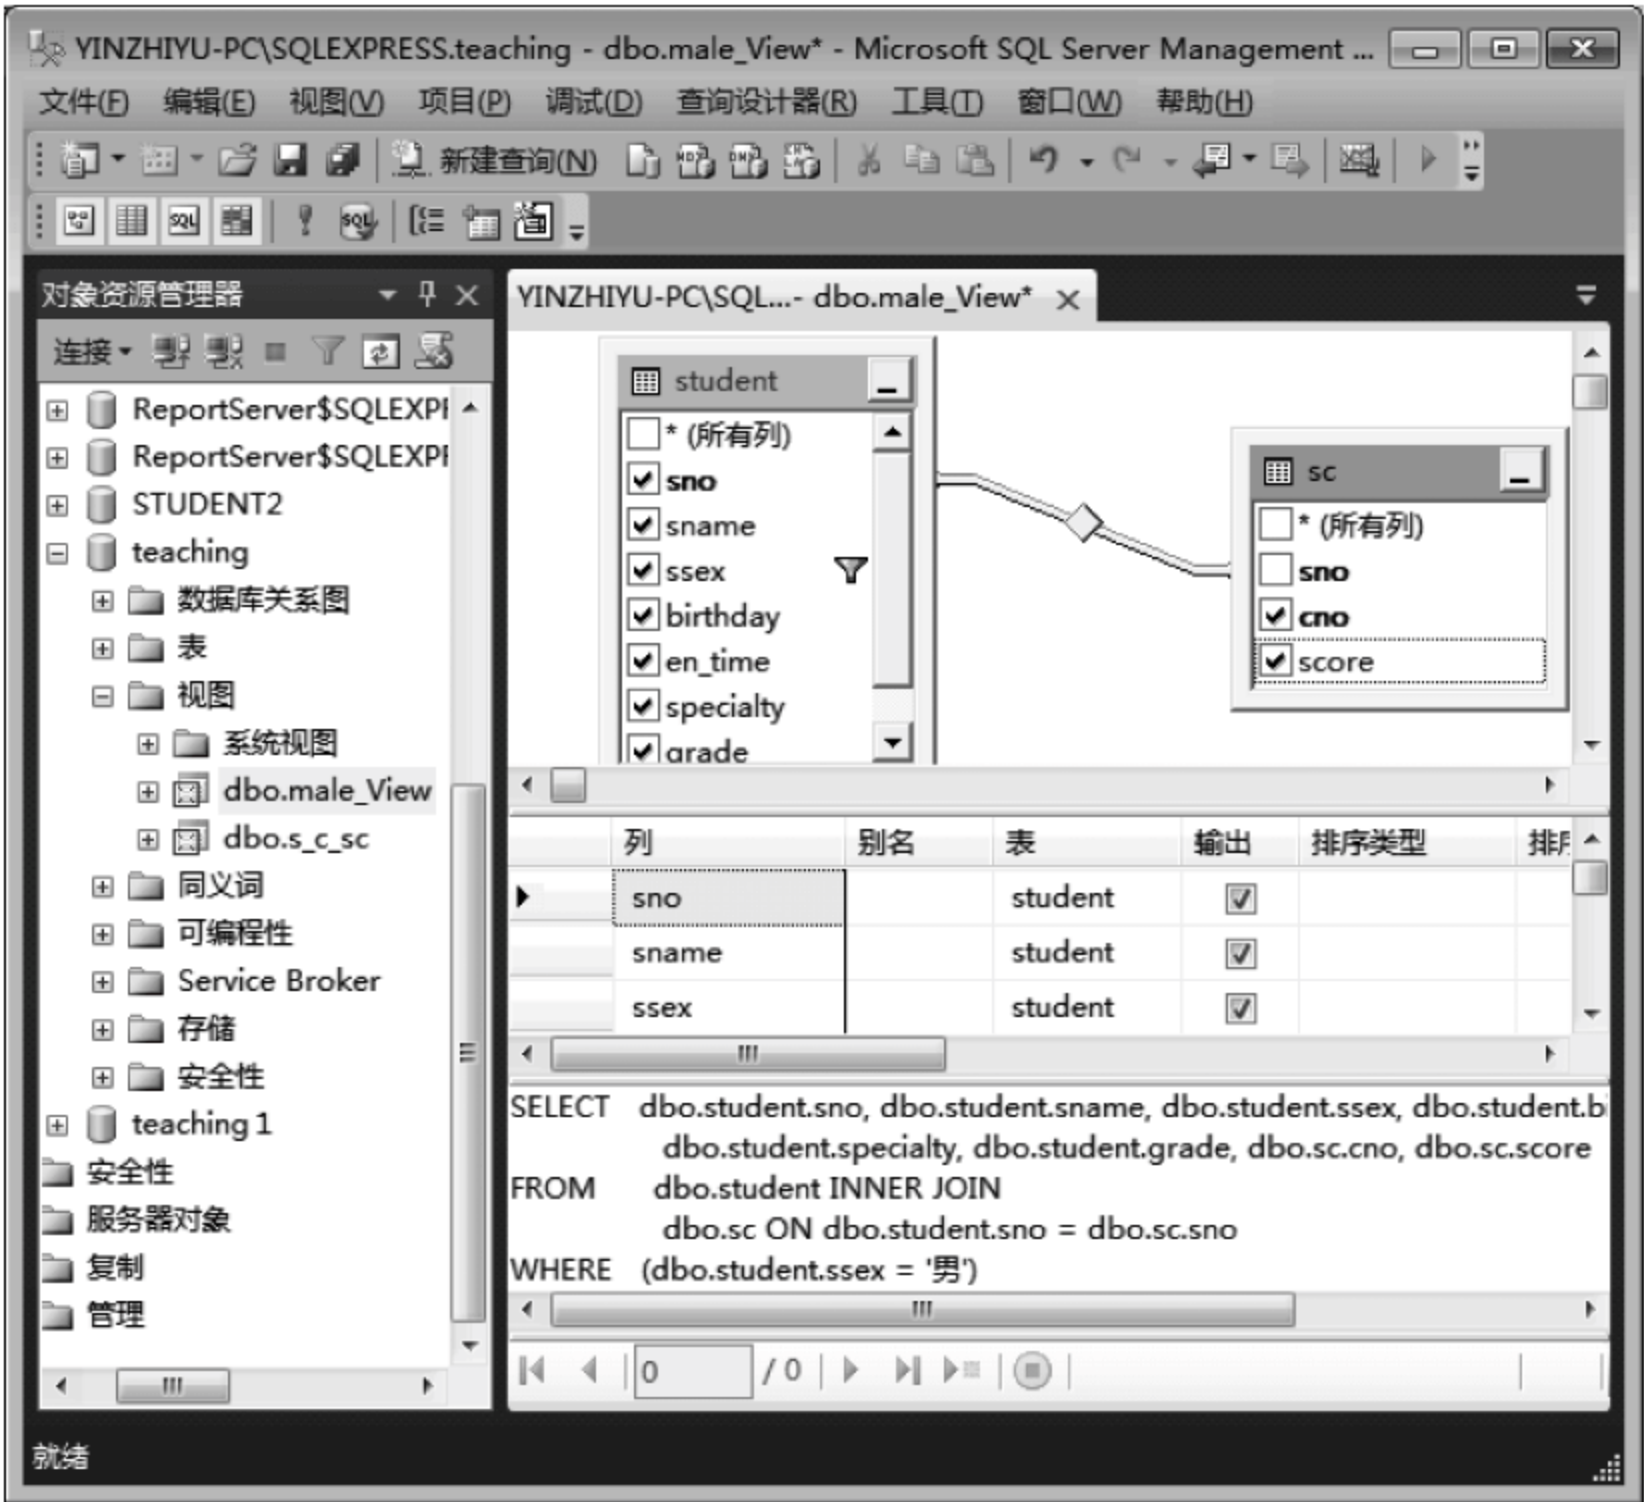 YINZHIYU-PC\SQLEXPRESS.teaching - dbo.male_View* - Microsoft SQL Server Management ...
文件(F) 编辑(E) 视图(V) 项目(P) 调试(D) 查询设计器(R) 工具(T) 窗口(W) 帮助(H)
新建查询(N)
SQL
SQL
对象资源管理器
连接
ReportServer$SQLEXPI
ReportServer$SQLEXPI
STUDENT2
teaching
数据库关系图
表
视图
系统视图
dbo.male_View
dbo.s_c_sc
同义词
可编程性
Service Broker
存储
安全性
teaching1
安全性
服务器对象
复制
管理
YINZHIYU-PC\SQL...- dbo.male_View*
student
* (所有列)
sno
sname
ssex
birthday
en_time
specialty
grade
sc
* (所有列)
sno
cno
score
列 别名 表 输出 排序类型 排序
sno student
sname student
ssex student
SELECT dbo.student.sno, dbo.student.sname, dbo.student.ssex, dbo.student.bi
dbo.student.specialty, dbo.student.grade, dbo.sc.cno, dbo.sc.score
FROM dbo.student INNER JOIN
dbo.sc ON dbo.student.sno = dbo.sc.sno
WHERE (dbo.student.ssex = '男')
0 / 0
就绪